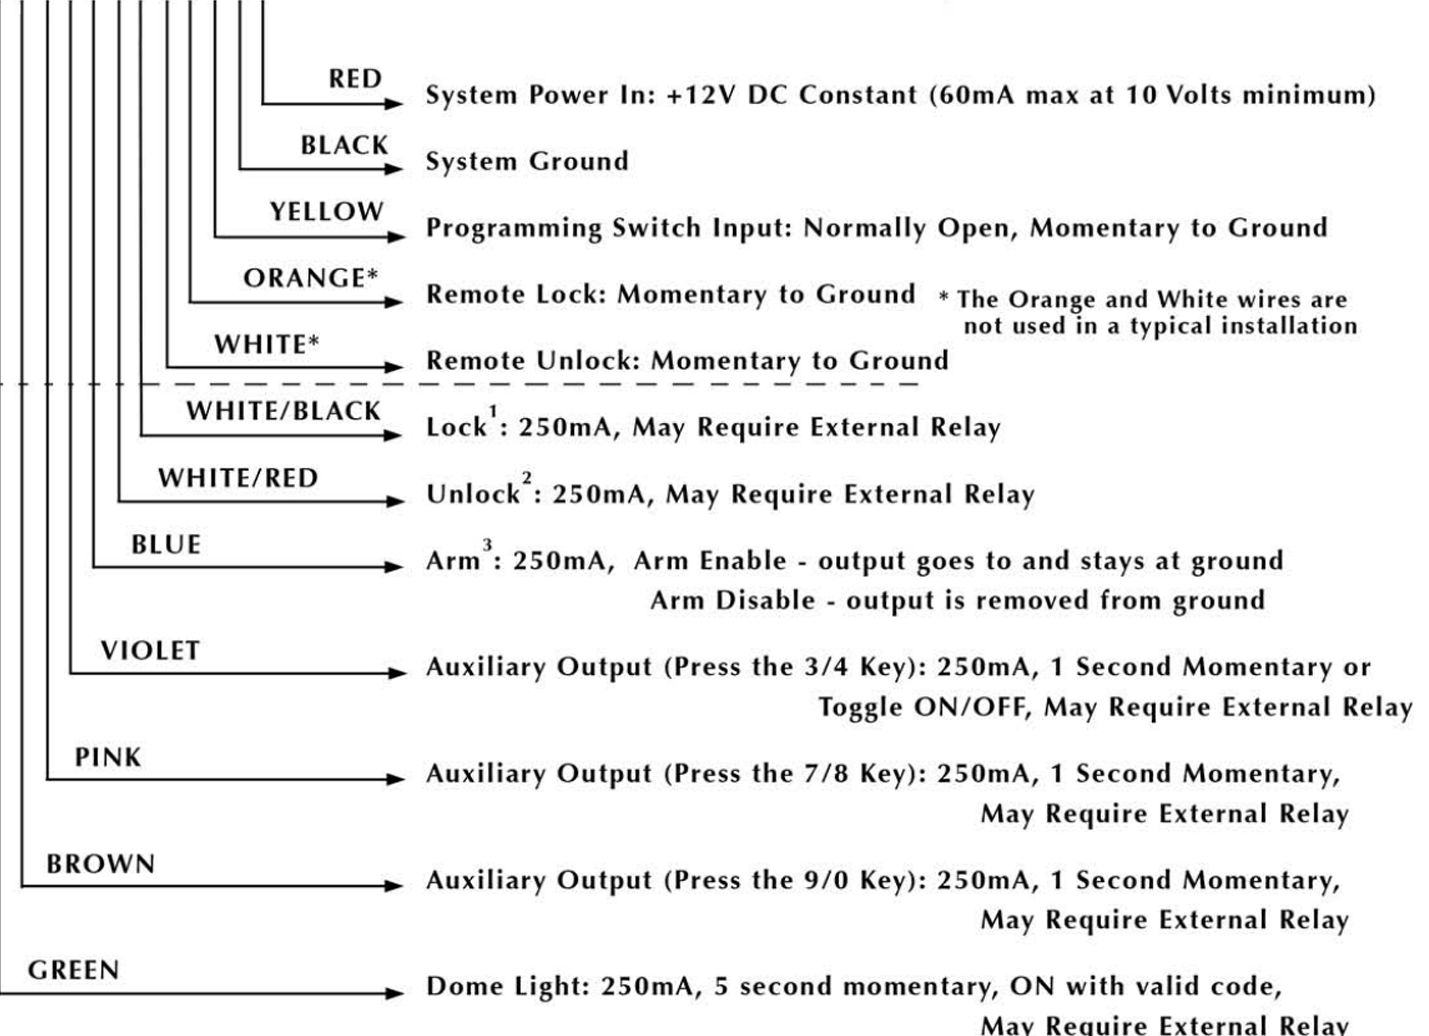 RED
System Power In: +12V DC Constant (60mA max at 10 Volts minimum)
BLACK
System Ground
YELLOW
Programming Switch Input: Normally Open, Momentary to Ground
ORANGE*
Remote Lock: Momentary to Ground
* The Orange and White wires are
not used in a typical installation
WHITE*
Remote Unlock: Momentary to Ground
WHITE/BLACK
Lock¹: 250mA, May Require External Relay
WHITE/RED
Unlock²: 250mA, May Require External Relay
BLUE
Arm³: 250mA, Arm Enable - output goes to and stays at ground
Arm Disable - output is removed from ground
VIOLET
Auxiliary Output (Press the 3/4 Key): 250mA, 1 Second Momentary or
Toggle ON/OFF, May Require External Relay
PINK
Auxiliary Output (Press the 7/8 Key): 250mA, 1 Second Momentary,
May Require External Relay
BROWN
Auxiliary Output (Press the 9/0 Key): 250mA, 1 Second Momentary,
May Require External Relay
GREEN
Dome Light: 250mA, 5 second momentary, ON with valid code,
May Require External Relay